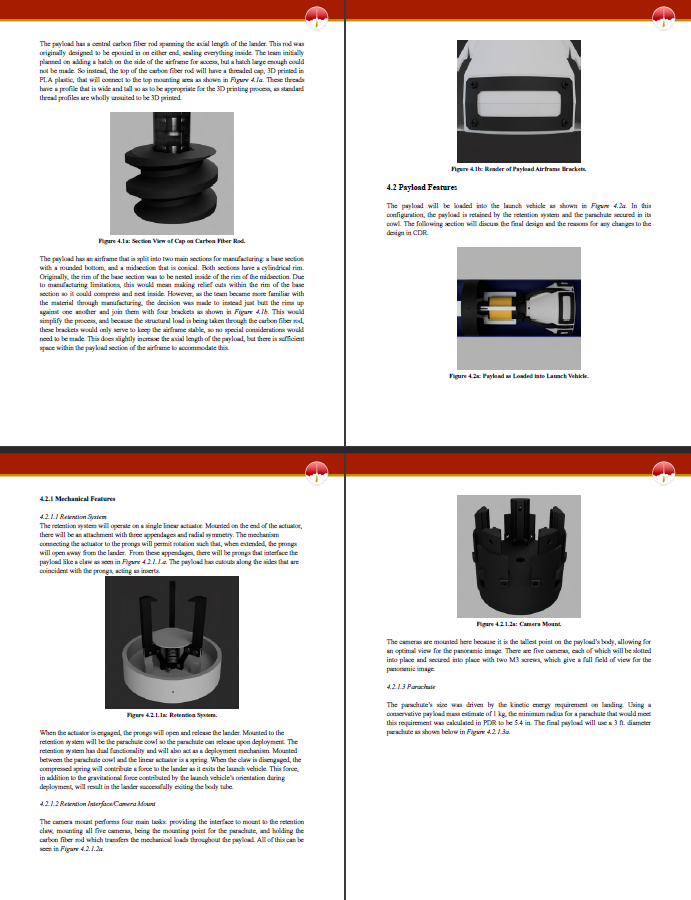 The payload has a central carbon fiber rod spanning the axial length of the lander. This rod was
originally designed to be epoxied in on either end, sealing everything inside. The team initially
planned on adding a hatch on the side of the airframe for access, but a hatch large enough could
not be made. So instead, the top of the carbon fiber rod will have a threaded cap, 3D printed in
PLA plastic, that will connect to the top mounting area as shown in Figure 4.1a. These threads
have a profile that is wide and tall so as to be appropriate for the 3D printing process, as standard
thread profiles are wholly unsuited to be 3D printed.
Figure 4.1a: Section View of Cap on Carbon Fiber Rod.
The payload has an airframe that is split into two main sections for manufacturing: a base section
with a rounded bottom, and a midsection that is conical. Both sections have a cylindrical rim.
Originally, the rim of the base section was to be nested inside of the rim of the midsection. Due
to manufacturing limitations, this would mean making relief cuts within the rim of the base
section so it could compress and nest inside. However, as the team became more familiar with
the material through manufacturing, the decision was made to instead just butt the rims up
against one another and join them with four brackets as shown in Figure 4.1b. This would
simplify the process, and because the structural load is being taken through the carbon fiber rod,
these brackets would only serve to keep the airframe stable, so no special considerations would
need to be made. This does slightly increase the axial length of the payload, but there is sufficient
space within the payload section of the airframe to accommodate this.
Figure 4.1b: Render of Payload Airframe Brackets.
4.2 Payload Features
The payload will be loaded into the launch vehicle as shown in Figure 4.2a. In this
configuration, the payload is retained by the retention system and the parachute secured in its
cowl. The following section will discuss the final design and the reasons for any changes to the
design in CDR.
Figure 4.2a: Payload as Loaded into Launch Vehicle.
4.2.1 Mechanical Features
4.2.1.1 Retention System
The retention system will operate on a single linear actuator. Mounted on the end of the actuator,
there will be an attachment with three appendages and radial symmetry. The mechanism
connecting the actuator to the prongs will permit rotation such that, when extended, the prongs
will open away from the lander. From these appendages, there will be prongs that interface the
payload like a claw as seen in Figure 4.2.1.1.a. The payload has cutouts along the sides that are
coincident with the prongs, acting as inserts.
Figure 4.2.1.1a: Retention System.
When the actuator is engaged, the prongs will open and release the lander. Mounted to the
retention system will be the parachute cowl so the parachute can release upon deployment. The
retention system has dual functionality and will also act as a deployment mechanism. Mounted
between the parachute cowl and the linear actuator is a spring. When the claw is disengaged, the
compressed spring will contribute a force to the lander as it exits the launch vehicle. This force,
in addition to the gravitational force contributed by the launch vehicle's orientation during
deployment, will result in the lander successfully exiting the body tube.
4.2.1.2 Retention Interface/Camera Mount
The camera mount performs four main tasks: providing the interface to mount to the retention
claw, mounting all five cameras, being the mounting point for the parachute, and holding the
carbon fiber rod which transfers the mechanical loads throughout the payload. All of this can be
seen in Figure 4.2.1.2a.
Figure 4.2.1.2a: Camera Mount.
The cameras are mounted here because it is the tallest point on the payload's body, allowing for
an optimal view for the panoramic image. There are five cameras, each of which will be slotted
into place and secured into place with two M3 screws, which give a full field of view for the
panoramic image.
4.2.1.3 Parachute
The parachute's size was driven by the kinetic energy requirement on landing. Using a
conservative payload mass estimate of 1 kg, the minimum radius for a parachute that would meet
this requirement was calculated in PDR to be 5.4 in. The final payload will use a 3 ft. diameter
parachute as shown below in Figure 4.2.1.3a.